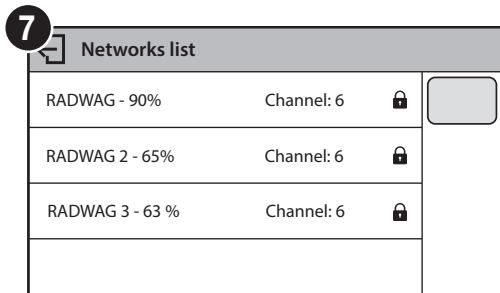 7
Networks list
RADWAG - 90% Channel: 6
RADWAG 2 - 65% Channel: 6
RADWAG 3 - 63 % Channel: 6